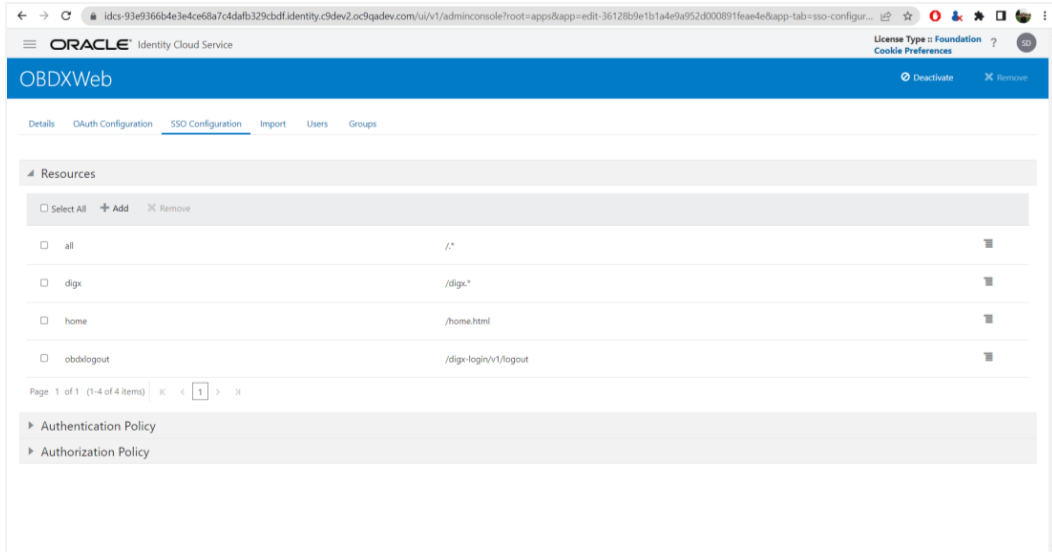 idcs-93e9366b4e3e4ce68a7c4dafb329cbdf.identity.c9dev2.oc9qadev.com/ui/v1/adminconsole?root=apps&app=edit-36128b9e1b1a4e9a952d000891feae4e&app-tab=sso-configur...
ORACLE® Identity Cloud Service
License Type :: Foundation ? SD
Cookie Preferences
OBDXWeb Deactivate Remove
Details OAuth Configuration SSO Configuration Import Users Groups
Resources
Select All Add Remove
all /.*
digx /digx.*
home /home.html
obdxlogout /digx-login/v1/logout
Page 1 of 1 (1-4 of 4 items) 1
Authentication Policy
Authorization Policy